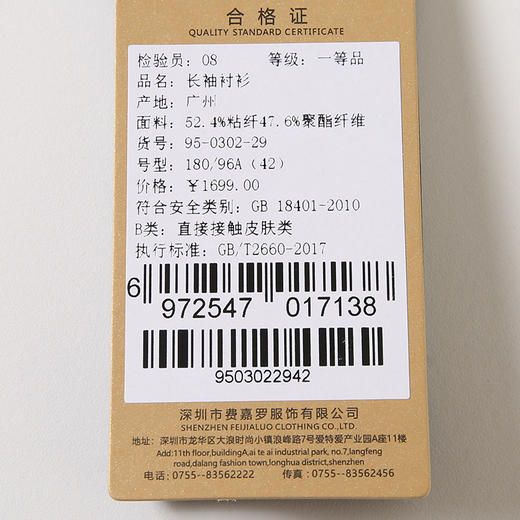 合格证
QUALITY STANDARD CERTIFICATE
检验员：08 等级：一等品
品名：长袖衬衫
产地：广州
面料：52.4%粘纤47.6%聚酯纤维
货号：95-0302-29
号型：180/96A（42）
价格：￥1699.00
符合安全类别：GB 18401-2010
B类：直接接触皮肤类
执行标准：GB/T2660-2017
6 972547 017138
9503022942
深圳市费嘉罗服饰有限公司
SHENZHEN FEIJIALUO CLOTHING CO.,LTD.
地址：深圳市龙华区大浪时尚小镇浪峰路7号爱特爱产业园A座11楼
Add:11th floor,buildingA,ai te ai industrial park, no.7,langfeng
road,dalang fashion town,longhua district,shenzhen
电话：0755--83562222 传真：0755--83562456